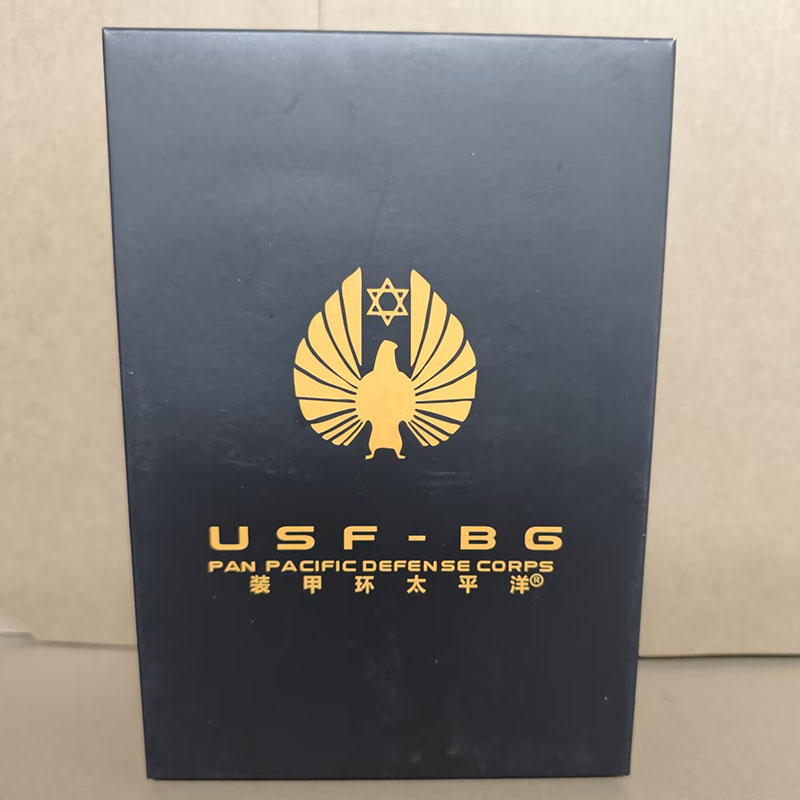 USF-BG
PAN PACIFIC DEFENSE CORPS
装甲环太平洋®